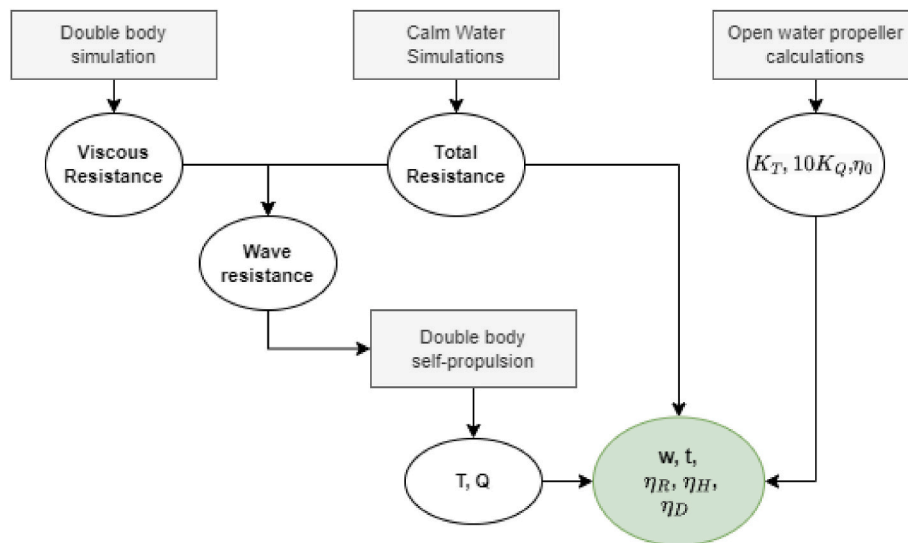 Double body
simulation
Calm Water
Simulations
Open water propeller
calculations
Viscous
Resistance
Total
Resistance
K_T, 10K_Q,η_0
Wave
resistance
Double body
self-propulsion
T, Q
w, t,
η_R, η_H,
η_D